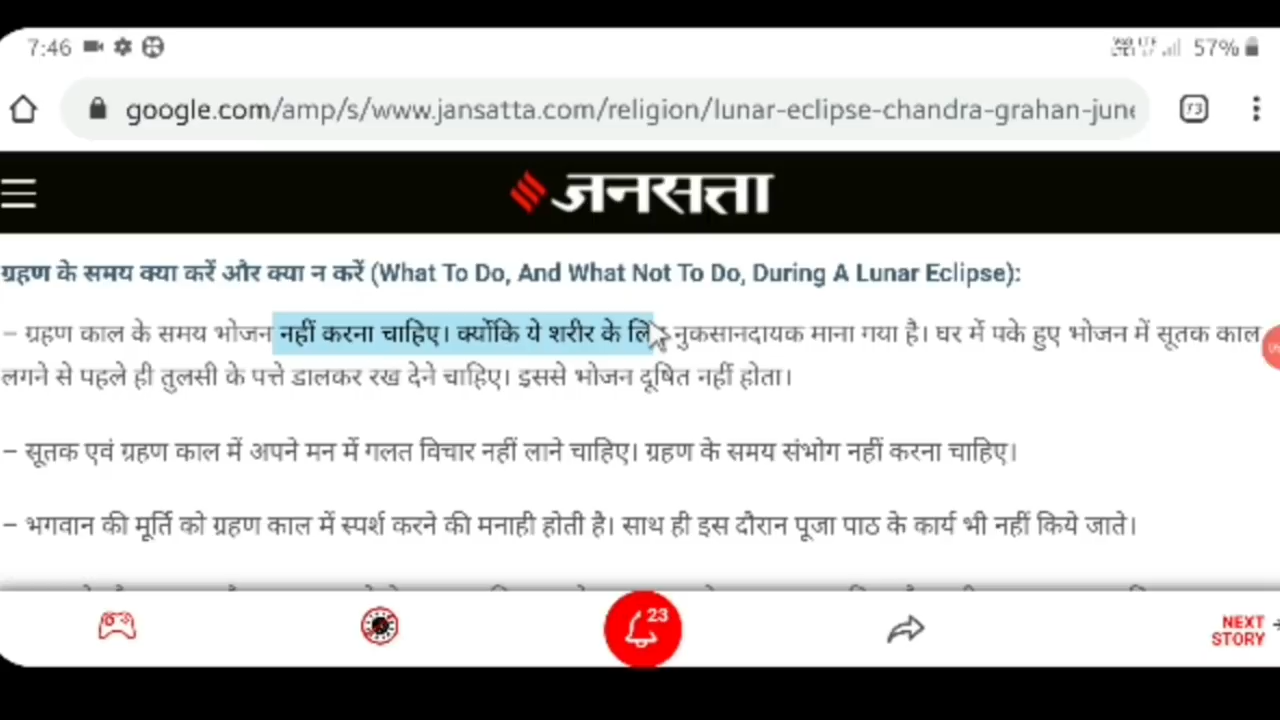 7:46
57%
google.com/amp/s/www.jansatta.com/religion/lunar-eclipse-chandra-grahan-june
73
जनसत्ता
ग्रहण के समय क्या करें और क्या न करें (What To Do, And What Not To Do, During A Lunar Eclipse):
– ग्रहण काल के समय भोजन नहीं करना चाहिए। क्योंकि ये शरीर के नुकसानदायक माना गया है। घर में पके हुए भोजन में सूतक काल
लगने से पहले ही तुलसी के पत्ते डालकर रख देने चाहिए। इससे भोजन दूषित नहीं होता।
– सूतक एवं ग्रहण काल में अपने मन में गलत विचार नहीं लाने चाहिए। ग्रहण के समय संभोग नहीं करना चाहिए।
– भगवान की मूर्ति को ग्रहण काल में स्पर्श करने की मनाही होती है। साथ ही इस दौरान पूजा पाठ के कार्य भी नहीं किये जाते।
23
NEXT
STORY